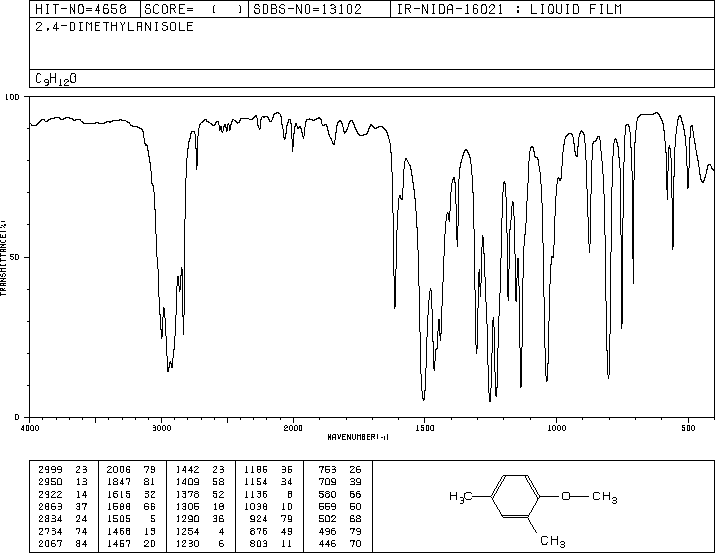 HIT-NO=4658 SCORE= ( ) SDBS-NO=13102 IR-NIDA-16021 : LIQUID FILM
2,4-DIMETHYLANISOLE
C9H12O
100
50
0
TRANSMITTANCE(%)
4000 3000 2000 1500 1000 500
WAVENUMBER(-1)
2999 23 2006 79 1442 23 1186 35 753 26
2950 13 1847 81 1409 58 1154 34 709 39
2922 14 1615 32 1378 52 1136 8 580 66
2863 37 1588 66 1305 18 1038 10 559 50
2834 24 1505 5 1290 36 924 79 502 68
2734 74 1468 19 1254 4 876 49 496 79
2067 84 1457 20 1230 6 803 11 446 70
H3C O CH3
CH3